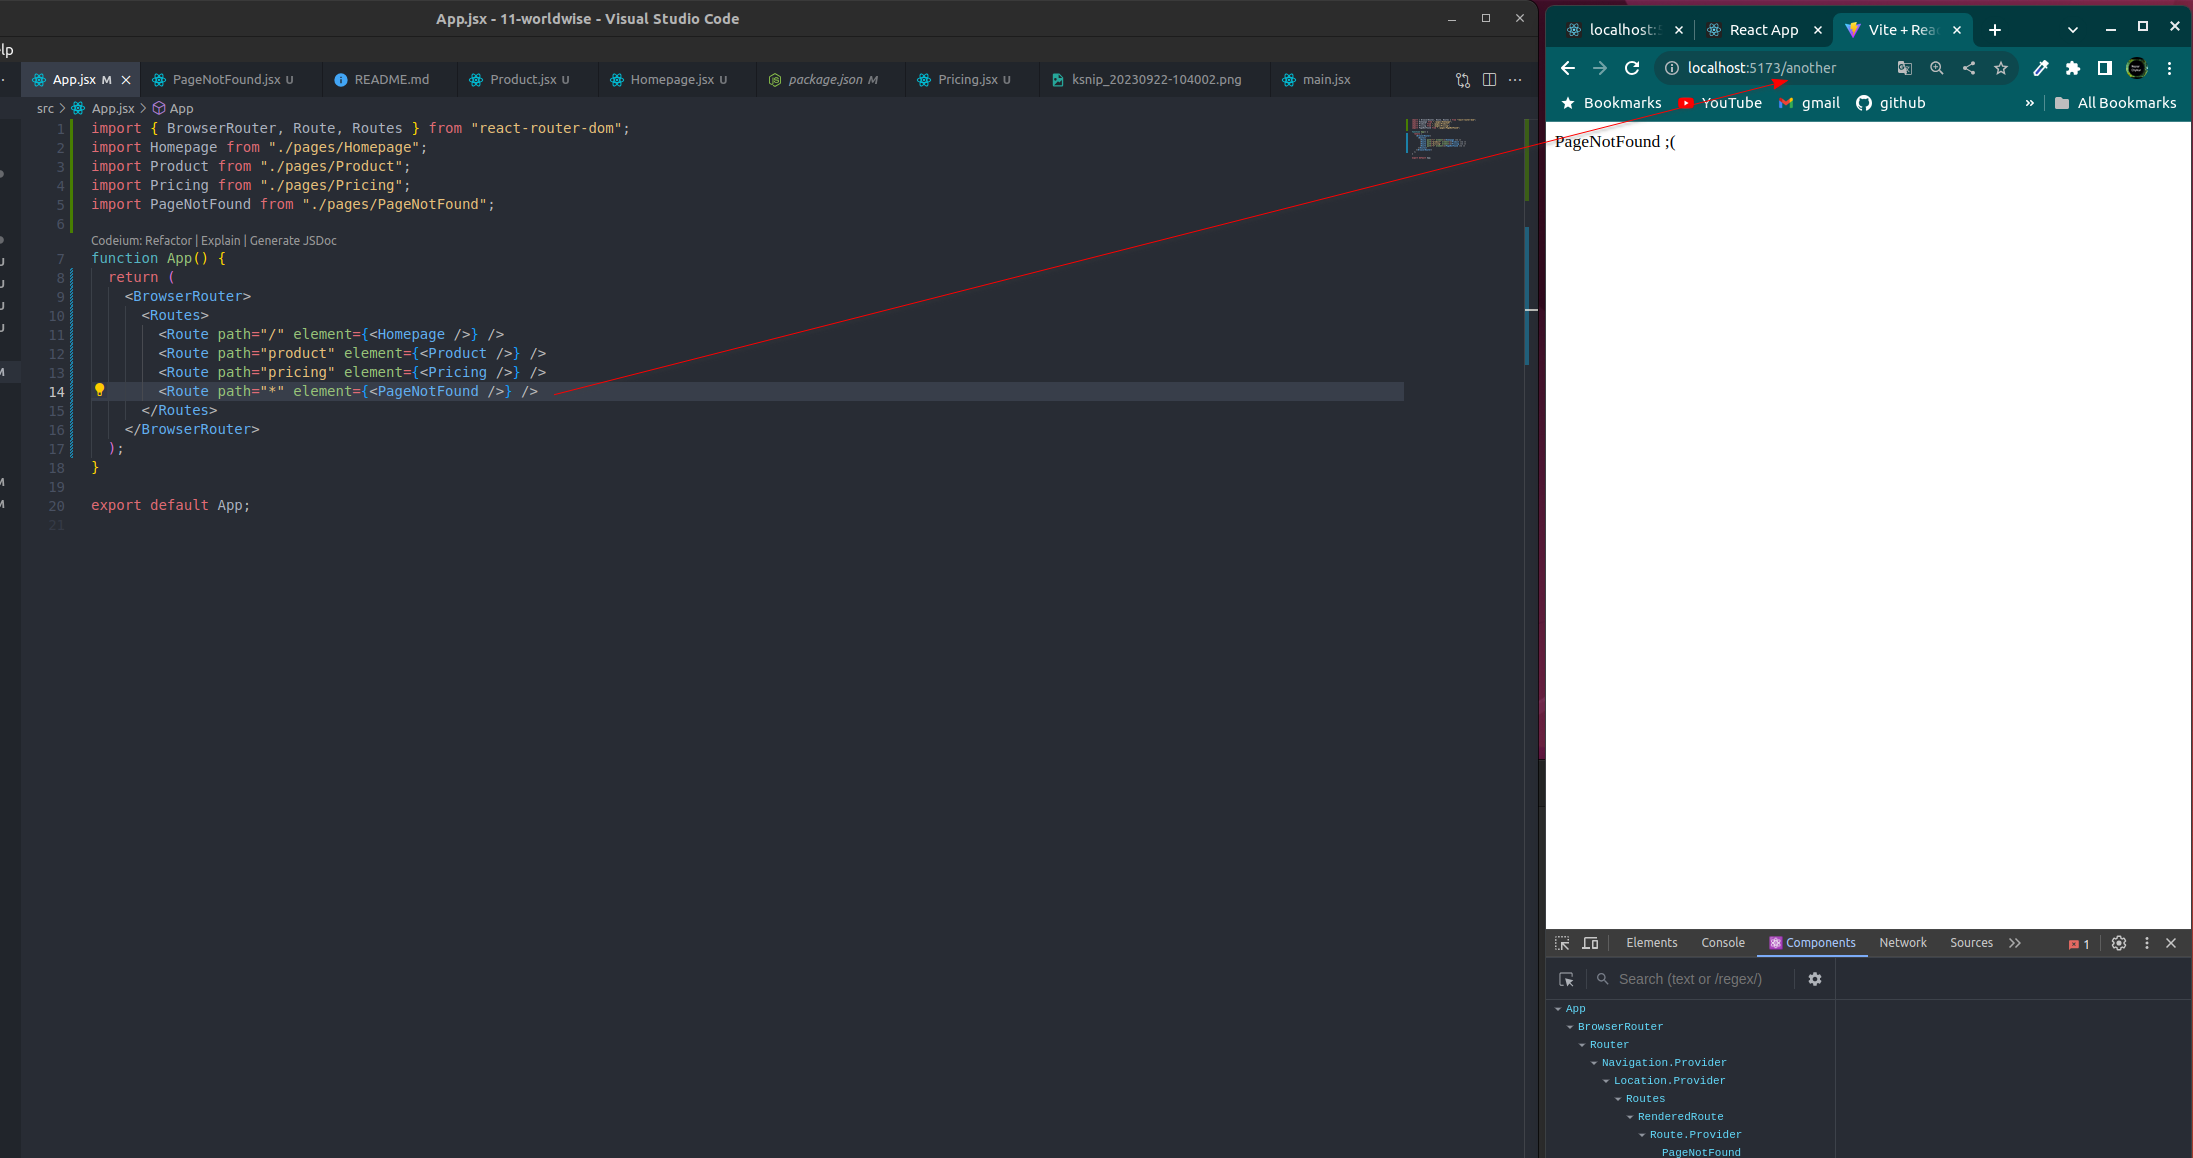 App.jsx - 11-worldwise - Visual Studio Code
lp
App.jsx M
PageNotFound.jsx U
README.md
Product.jsx U
Homepage.jsx U
package.json M
Pricing.jsx U
ksnip_20230922-104002.png
main.jsx
src > App.jsx > App
1 import { BrowserRouter, Route, Routes } from "react-router-dom";
2 import Homepage from "./pages/Homepage";
3 import Product from "./pages/Product";
4 import Pricing from "./pages/Pricing";
5 import PageNotFound from "./pages/PageNotFound";
6
Codeium: Refactor | Explain | Generate JSDoc
7 function App() {
8 return (
9 <BrowserRouter>
10 <Routes>
11 <Route path="/" element={<Homepage />} />
12 <Route path="product" element={<Product />} />
13 <Route path="pricing" element={<Pricing />} />
14 <Route path="*" element={<PageNotFound />} />
15 </Routes>
16 </BrowserRouter>
17 );
18 }
19
20 export default App;
21
U
U
U
U
M
M
M
localhost:5
React App
Vite + Rea
localhost:5173/another
Bookmarks
YouTube
gmail
github
»
All Bookmarks
PageNotFound ;(
Elements
Console
Components
Network
Sources
1
Search (text or /regex/)
App
BrowserRouter
Router
Navigation.Provider
Location.Provider
Routes
RenderedRoute
Route.Provider
PageNotFound